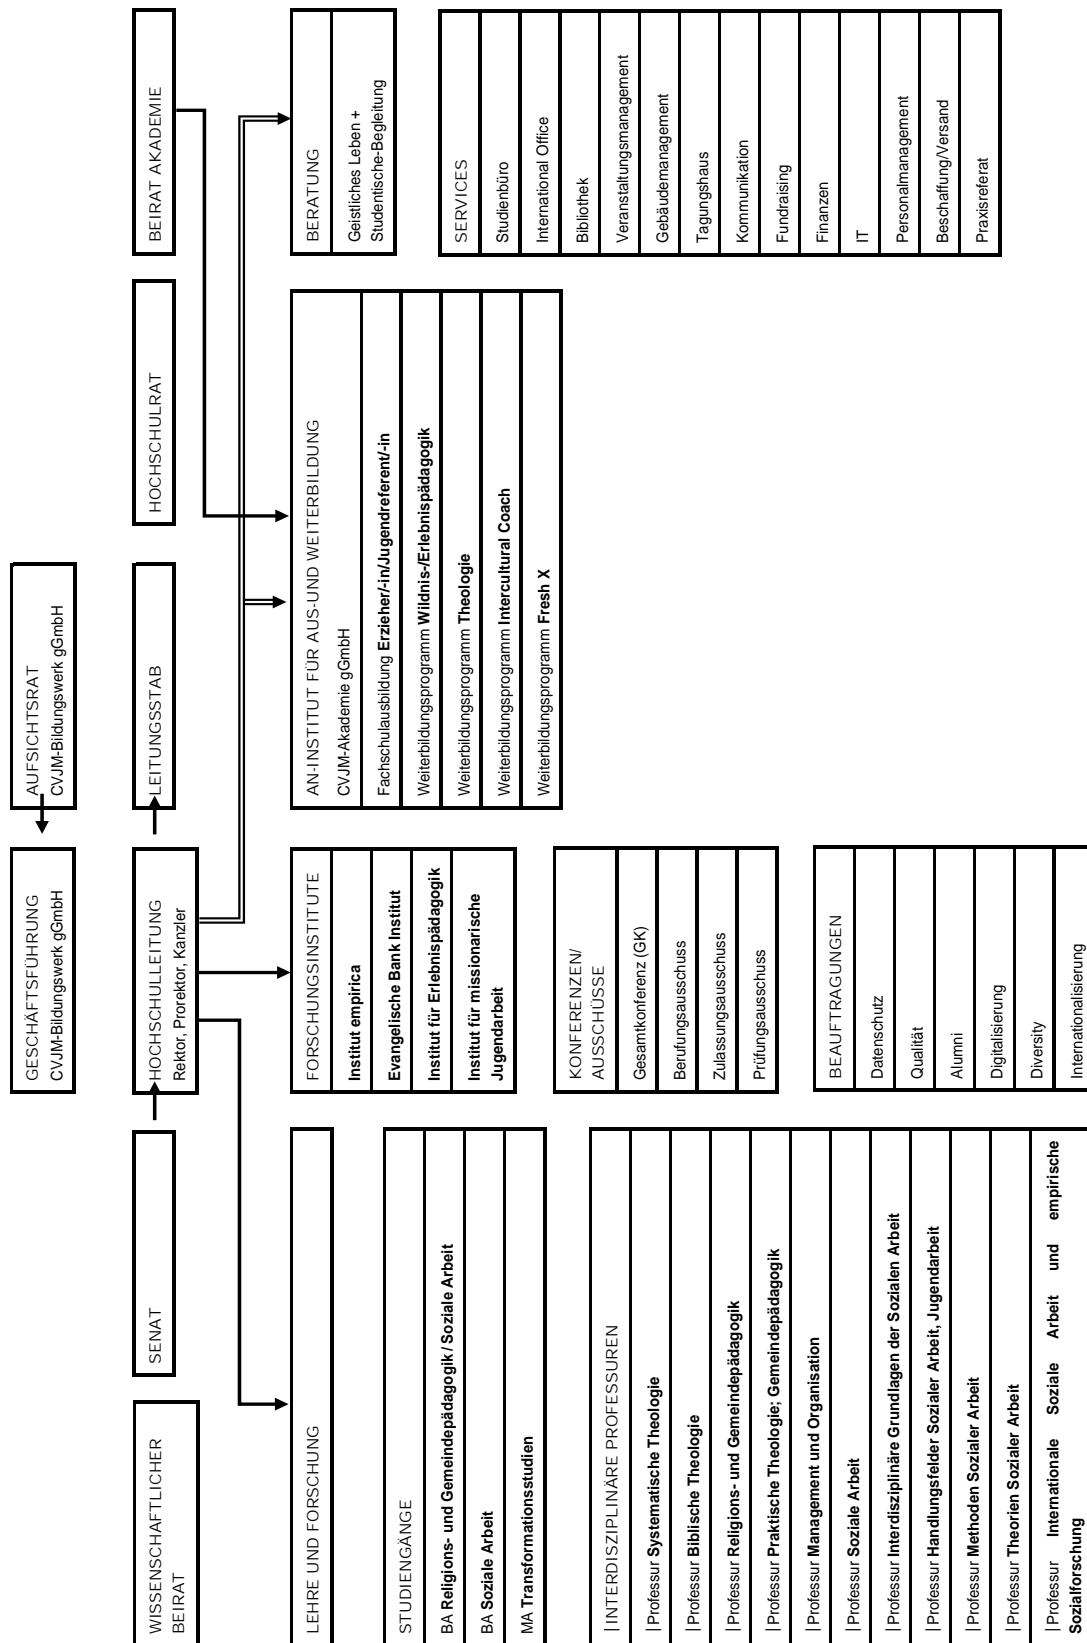 GESCHÄFTSFÜHRUNG
CVJM-Bildungswerk gGmbH
AUFSICHTSRAT
CVJM-Bildungswerk gGmbH
WISSENSCHAFTLICHER
BEIRAT
SENAT
HOCHSCHULLEITUNG
Rektor, Prorektor, Kanzler
LEITUNGSSTAB
HOCHSCHULRAT
BEIRAT AKADEMIE
LEHRE UND FORSCHUNG
STUDIENGÄNGE
BA Religions- und Gemeindepädagogik / Soziale Arbeit
BA Soziale Arbeit
MA Transformationsstudien
INTERDISZIPLINÄRE PROFESSUREN
Professur Systematische Theologie
Professur Biblische Theologie
Professur Religions- und Gemeindepädagogik
Professur Praktische Theologie; Gemeindepädagogik
Professur Management und Organisation
Professur Soziale Arbeit
Professur Interdisziplinäre Grundlagen der Sozialen Arbeit
Professur Handlungsfelder Sozialer Arbeit, Jugendarbeit
Professur Methoden Sozialer Arbeit
Professur Theorien Sozialer Arbeit
Professur Internationale Soziale Arbeit und empirische
Sozialforschung
FORSCHUNGSINSTITUTE
Institut empirica
Evangelische Bank Institut
Institut für Erlebnispädagogik
Institut für missionarische
Jugendarbeit
KONFERENZEN/
AUSSCHÜSSE
Gesamtkonferenz (GK)
Berufungsausschuss
Zulassungsausschuss
Prüfungsausschuss
BEAUFTRAGUNGEN
Datenschutz
Qualität
Alumni
Digitalisierung
Diversity
Internationalisierung
AN-INSTITUT FÜR AUS-UND WEITERBILDUNG
CVJM-Akademie gGmbH
Fachschulausbildung Erzieher/-in/Jugendreferent/-in
Weiterbildungsprogramm Wildnis-/Erlebnispädagogik
Weiterbildungsprogramm Theologie
Weiterbildungsprogramm Intercultural Coach
Weiterbildungsprogramm Fresh X
BERATUNG
Geistliches Leben +
Studentische-Begleitung
SERVICES
Studienbüro
International Office
Bibliothek
Veranstaltungsmanagement
Gebäudemanagement
Tagungshaus
Kommunikation
Fundraising
Finanzen
IT
Personalmanagement
Beschaffung/Versand
Praxisreferat